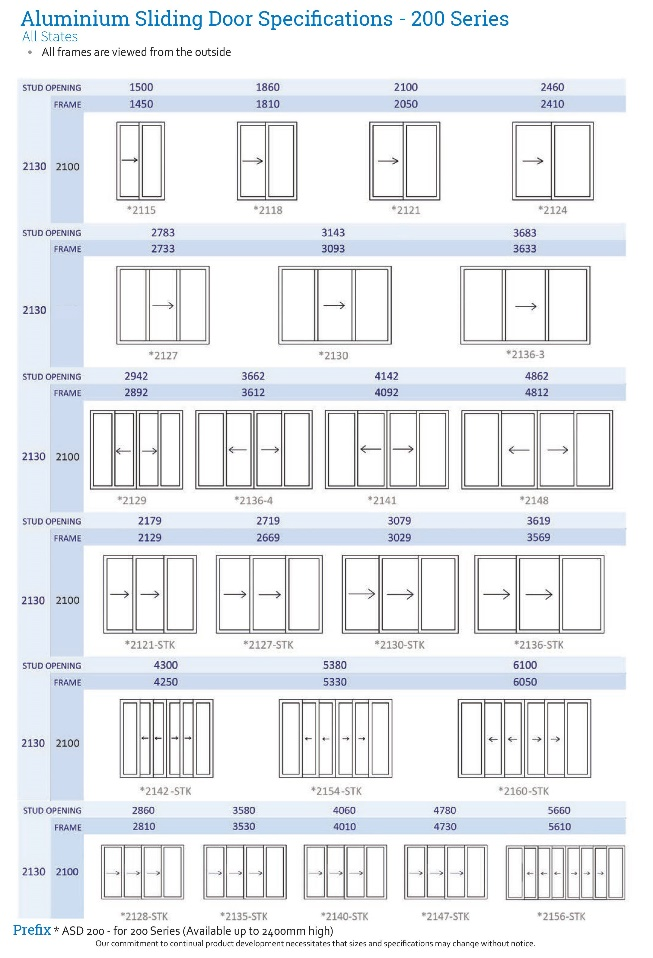 Aluminium Sliding Door Specifications - 200 Series
All States
• All frames are viewed from the outside
STUD OPENING 1500 1860 2100 2460
FRAME 1450 1810 2050 2410
2130 2100
*2115 *2118 *2121 *2124
STUD OPENING 2783 3143 3683
FRAME 2733 3093 3633
2130
*2127 *2130 *2136-3
STUD OPENING 2942 3662 4142 4862
FRAME 2892 3612 4092 4812
2130 2100
*2129 *2136-4 *2141 *2148
STUD OPENING 2179 2719 3079 3619
FRAME 2129 2669 3029 3569
2130 2100
*2121-STK *2127-STK *2130-STK *2136-STK
STUD OPENING 4300 5380 6100
FRAME 4250 5330 6050
2130 2100
*2142-STK *2154-STK *2160-STK
STUD OPENING 2860 3580 4060 4780 5660
FRAME 2810 3530 4010 4730 5610
2130 2100
*2128-STK *2135-STK *2140-STK *2147-STK *2156-STK
Prefix * ASD 200 - for 200 Series (Available up to 2400mm high)
Our commitment to continual product development necessitates that sizes and specifications may change without notice.